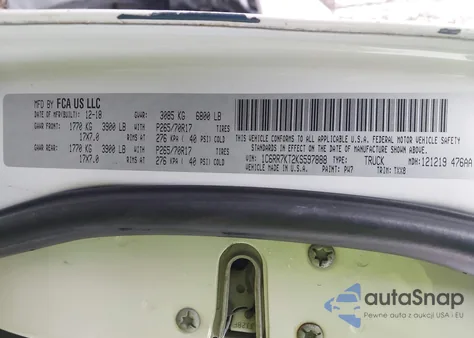 MFD BY FCA US LLC
DATE OF MFR(BUILT): 12-18 GVWR: 3085 KG 6800 LB
GAWR FRONT: 1770 KG 3900 LB P265/70R17 TIRES
17X7.0 RIMS AT 276 KPA( 40 PSI) COLD
GAWR REAR: 1770 KG 3900 LB P265/70R17 TIRES
17X7.0 RIMS AT 276 KPA( 40 PSI) COLD
THIS VEHICLE CONFORMS TO ALL APPLICABLE U.S.A. FEDERAL MOTOR VEHICLE
SAFETY STANDARDS IN EFFECT ON THE DATE OF MANUFACTURE SHOWN ABOVE.
VIN: 1C6RR7KT2KS597888 TYPE: TRUCK MDH: 121219 476AA
VEHICLE MADE IN U.S.A. PAINT: PW7 TRIM: TXX8
autoSnap
Pewne auta z aukcji USA i EU